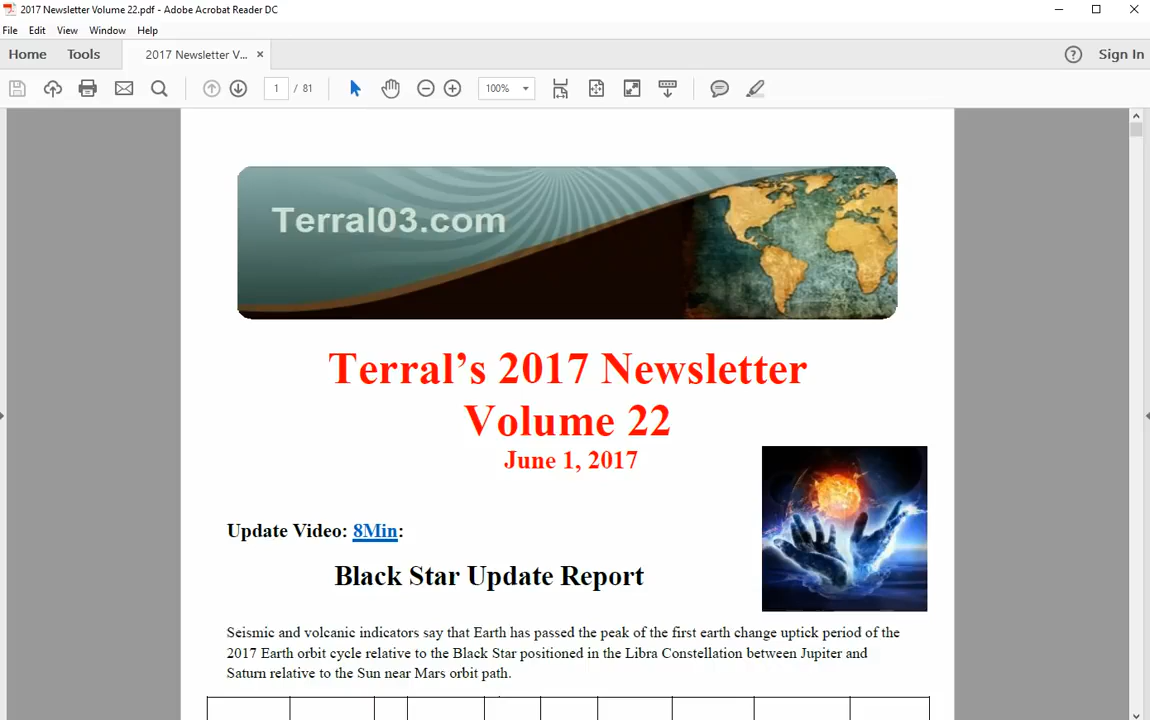 2017 Newsletter Volume 22.pdf - Adobe Acrobat Reader DC
File Edit View Window Help
Home Tools 2017 Newsletter V... × Sign In
1 / 81 100%
Terral03.com
Terral’s 2017 Newsletter
Volume 22
June 1, 2017
Update Video: 8Min:
Black Star Update Report
Seismic and volcanic indicators say that Earth has passed the peak of the first earth change uptick period of the
2017 Earth orbit cycle relative to the Black Star positioned in the Libra Constellation between Jupiter and
Saturn relative to the Sun near Mars orbit path.